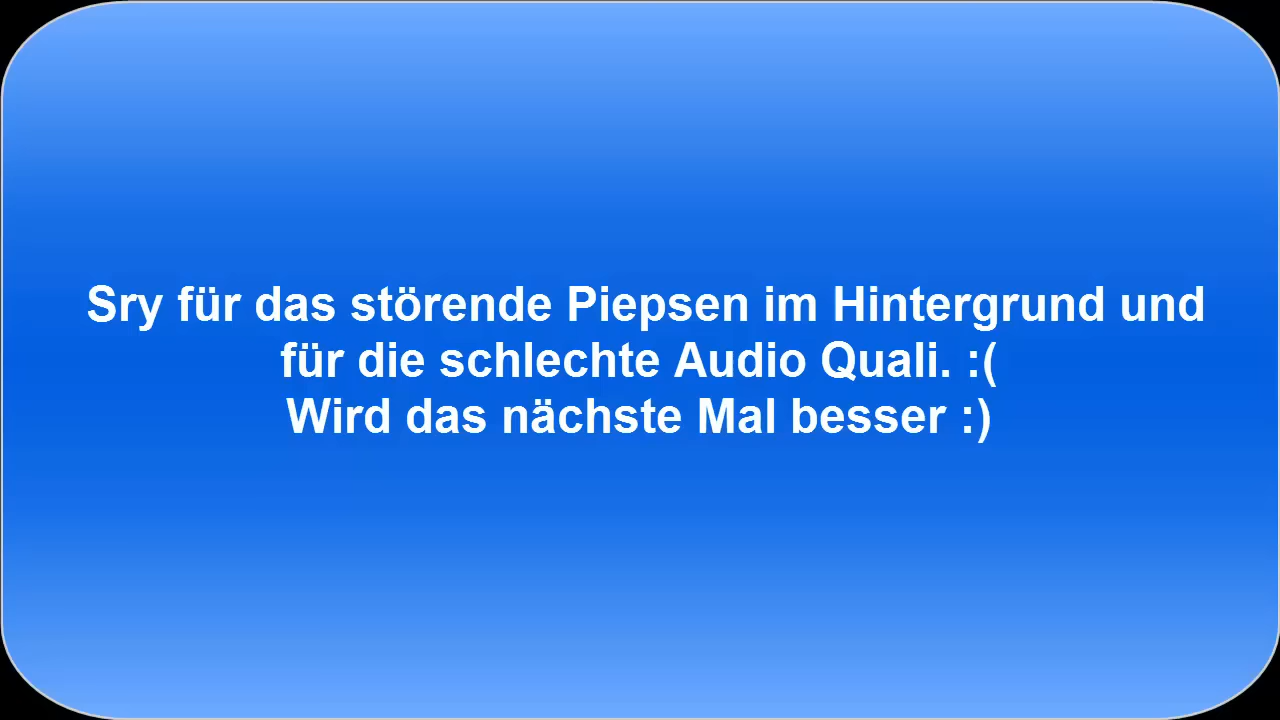 Sry für das störende Piepsen im Hintergrund und
für die schlechte Audio Quali. :(
Wird das nächste Mal besser :)